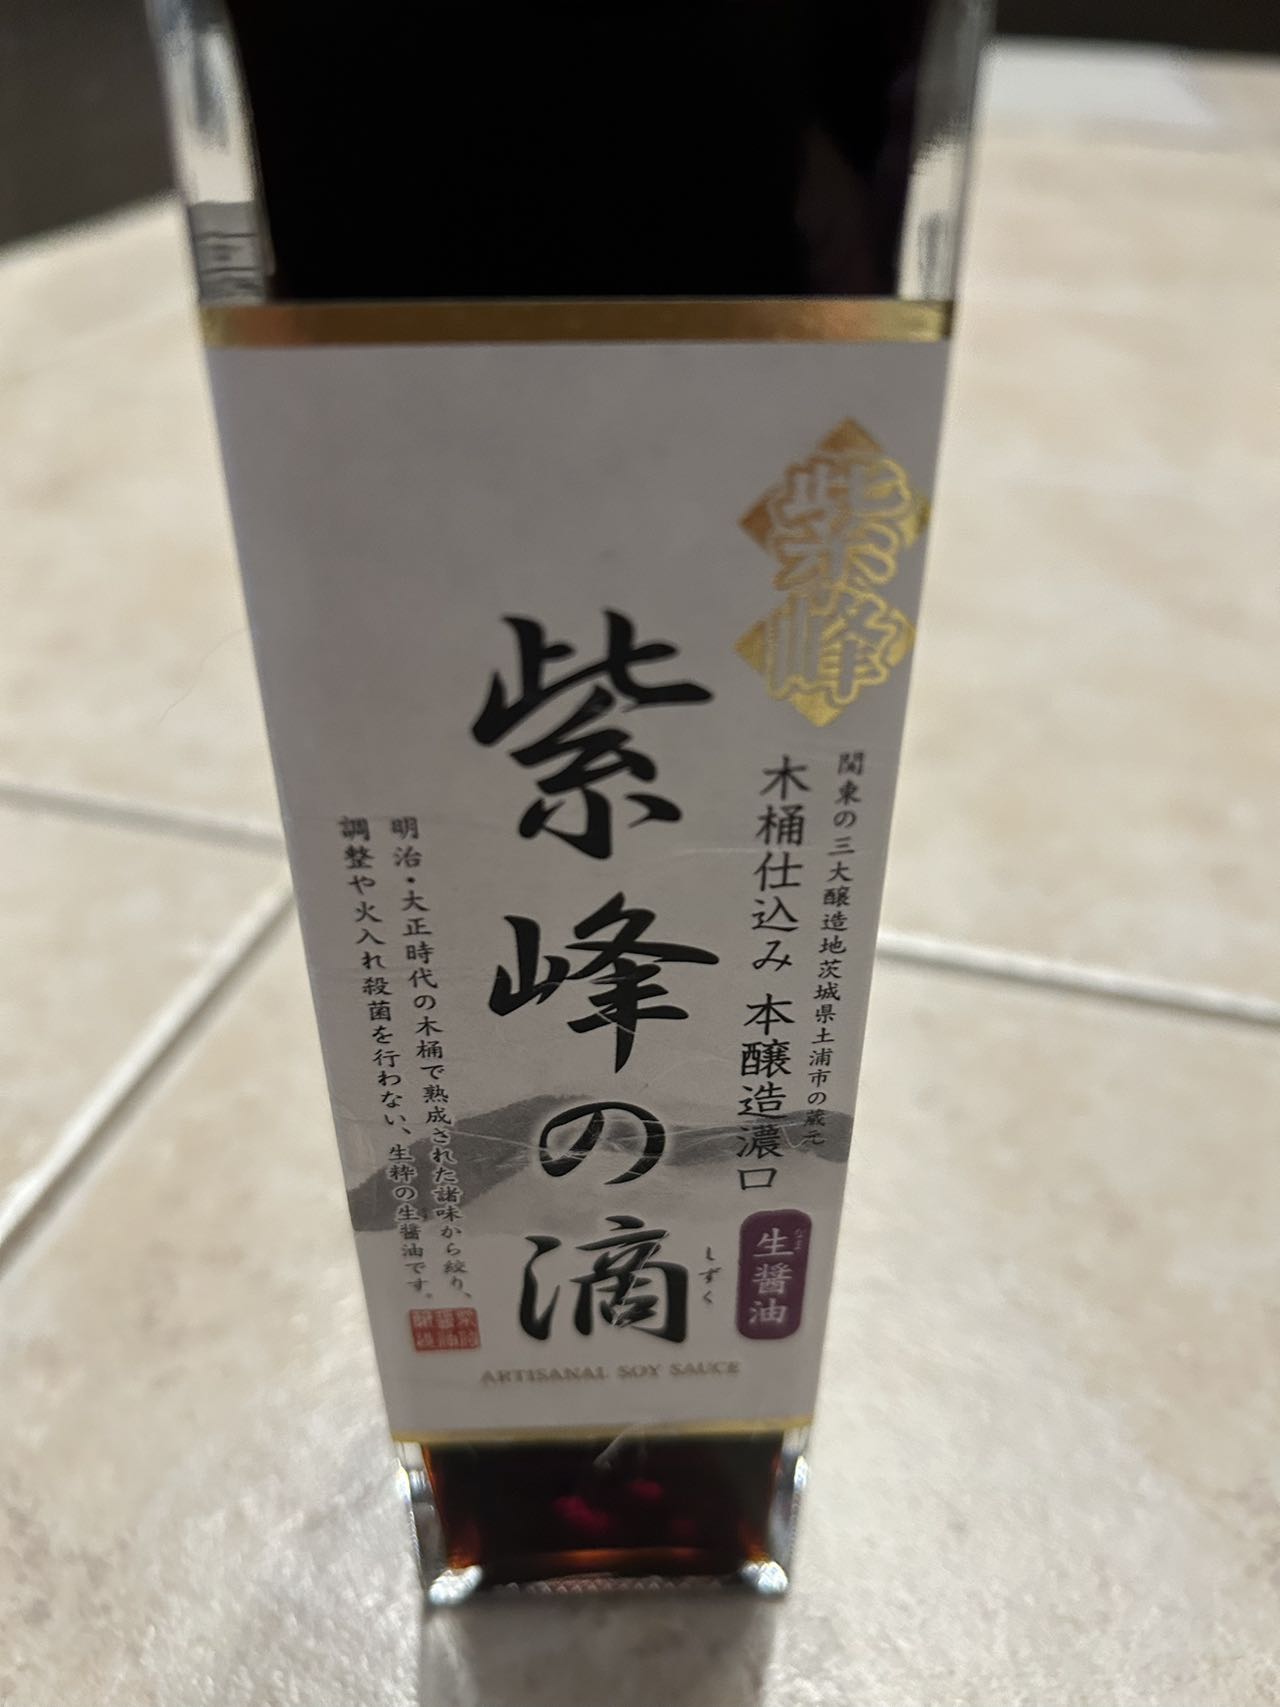 紫峰
関東の三大醸造地茨城県土浦市の蔵元
木桶仕込み 本醸造濃口
なま
生醤油
紫峰の滴
しずく
明治・大正時代の木桶で熟成された諸味から絞り、
調整や火入れ殺菌を行わない、生粋の生醤油です。
ARTISANAL SOY SAUCE